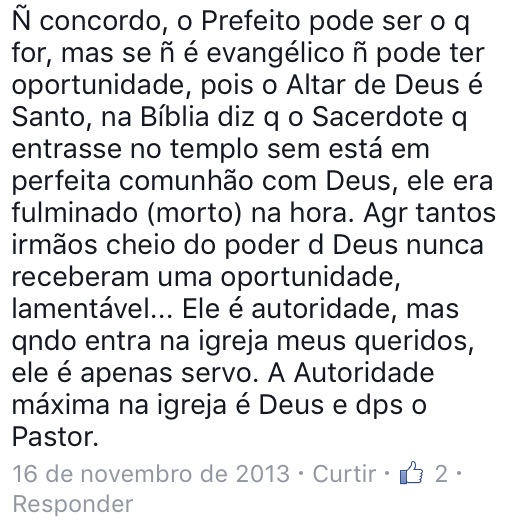 Ñ concordo, o Prefeito pode ser o q
for, mas se ñ é evangélico ñ pode ter
oportunidade, pois o Altar de Deus é
Santo, na Bíblia diz q o Sacerdote q
entrasse no templo sem está em
perfeita comunhão com Deus, ele era
fulminado (morto) na hora. Agr tantos
irmãos cheio do poder d Deus nunca
receberam uma oportunidade,
lamentável... Ele é autoridade, mas
qndo entra na igreja meus queridos,
ele é apenas servo. A Autoridade
máxima na igreja é Deus e dps o
Pastor.
16 de novembro de 2013 · Curtir · 2 ·
Responder